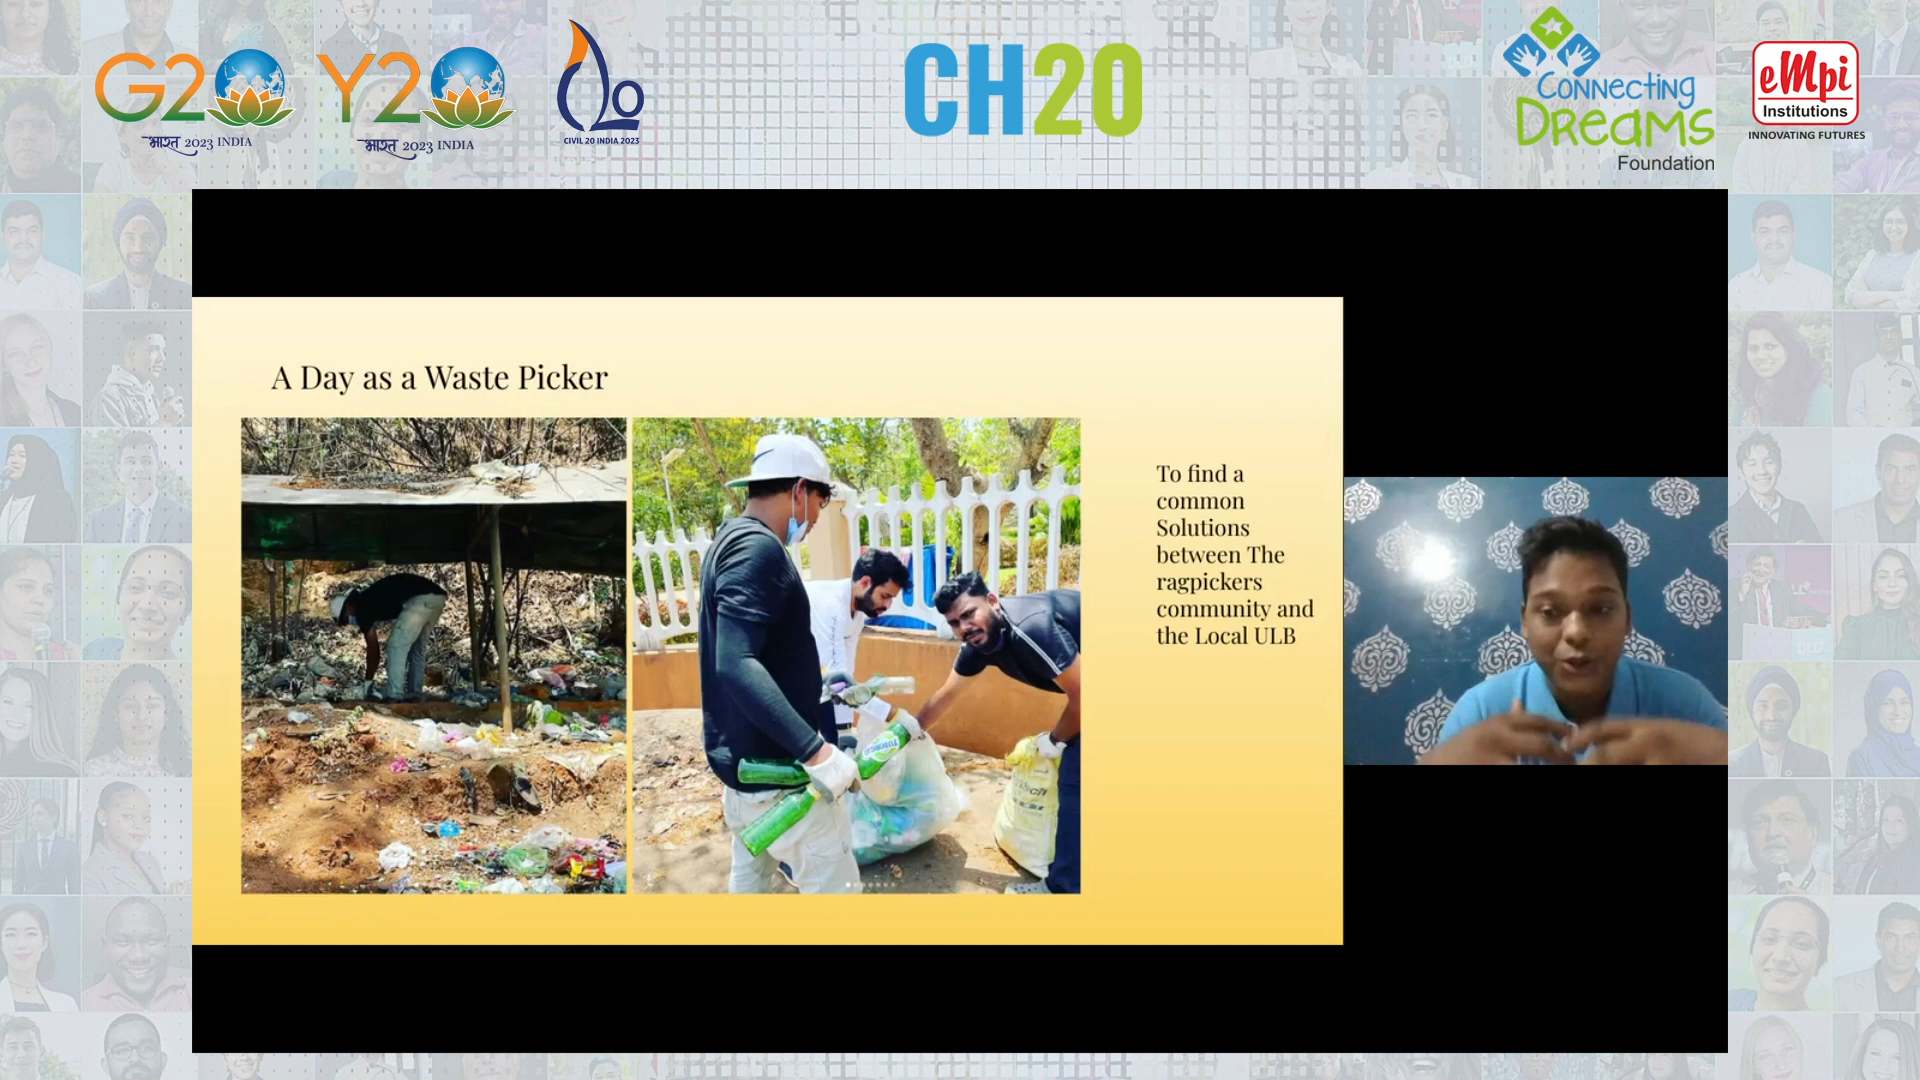 G20
भारत 2023 INDIA
Y20
भारत 2023 INDIA
C20
CIVIL 20 INDIA 2023
CH20
Connecting
Dreams
Foundation
eMpi
Institutions
INNOVATING FUTURES
A Day as a Waste Picker
To find a
common
Solutions
between The
ragpickers
community and
the Local ULB